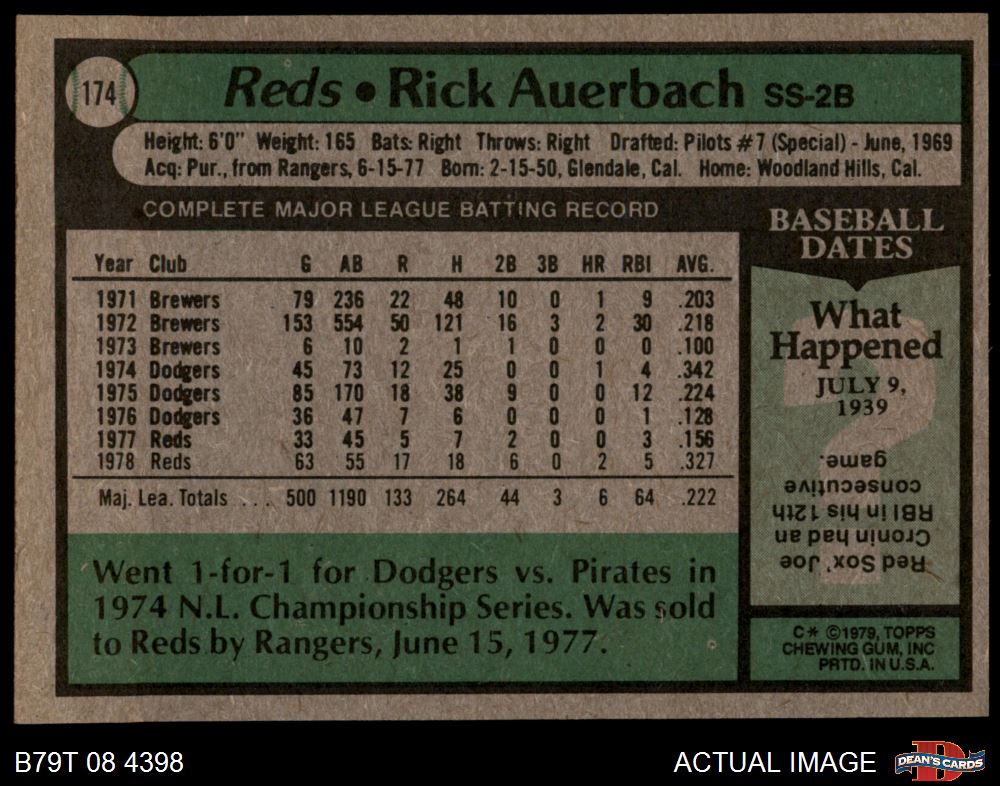 174
Reds • Rick Auerbach SS-2B
Height: 6'0" Weight: 165 Bats: Right Throws: Right Drafted: Pilots #7 (Special) - June, 1969
Acq: Pur., from Rangers, 6-15-77 Born: 2-15-50, Glendale, Cal. Home: Woodland Hills, Cal.
COMPLETE MAJOR LEAGUE BATTING RECORD
Year Club G AB R H 2B 3B HR RBI AVG.
1971 Brewers 79 236 22 48 10 0 1 9 .203
1972 Brewers 153 554 50 121 16 3 2 30 .218
1973 Brewers 6 10 2 1 1 0 0 0 .100
1974 Dodgers 45 73 12 25 0 0 1 4 .342
1975 Dodgers 85 170 18 38 9 0 0 12 .224
1976 Dodgers 36 47 7 6 0 0 0 1 .128
1977 Reds 33 45 5 7 2 0 0 3 .156
1978 Reds 63 55 17 18 6 0 2 5 .327
Maj. Lea. Totals . . . 500 1190 133 264 44 3 6 64 .222
Went 1-for-1 for Dodgers vs. Pirates in
1974 N.L. Championship Series. Was sold
to Reds by Rangers, June 15, 1977.
BASEBALL
DATES
What
Happened
JULY 9,
1939
Red Sox' Joe
Cronin had an
RBI in his 12th
consecutive
game.
C* ©1979, TOPPS
CHEWING GUM, INC
PRTD. IN U.S.A.
B79T 08 4398
ACTUAL IMAGE
D
DEAN'S CARDS